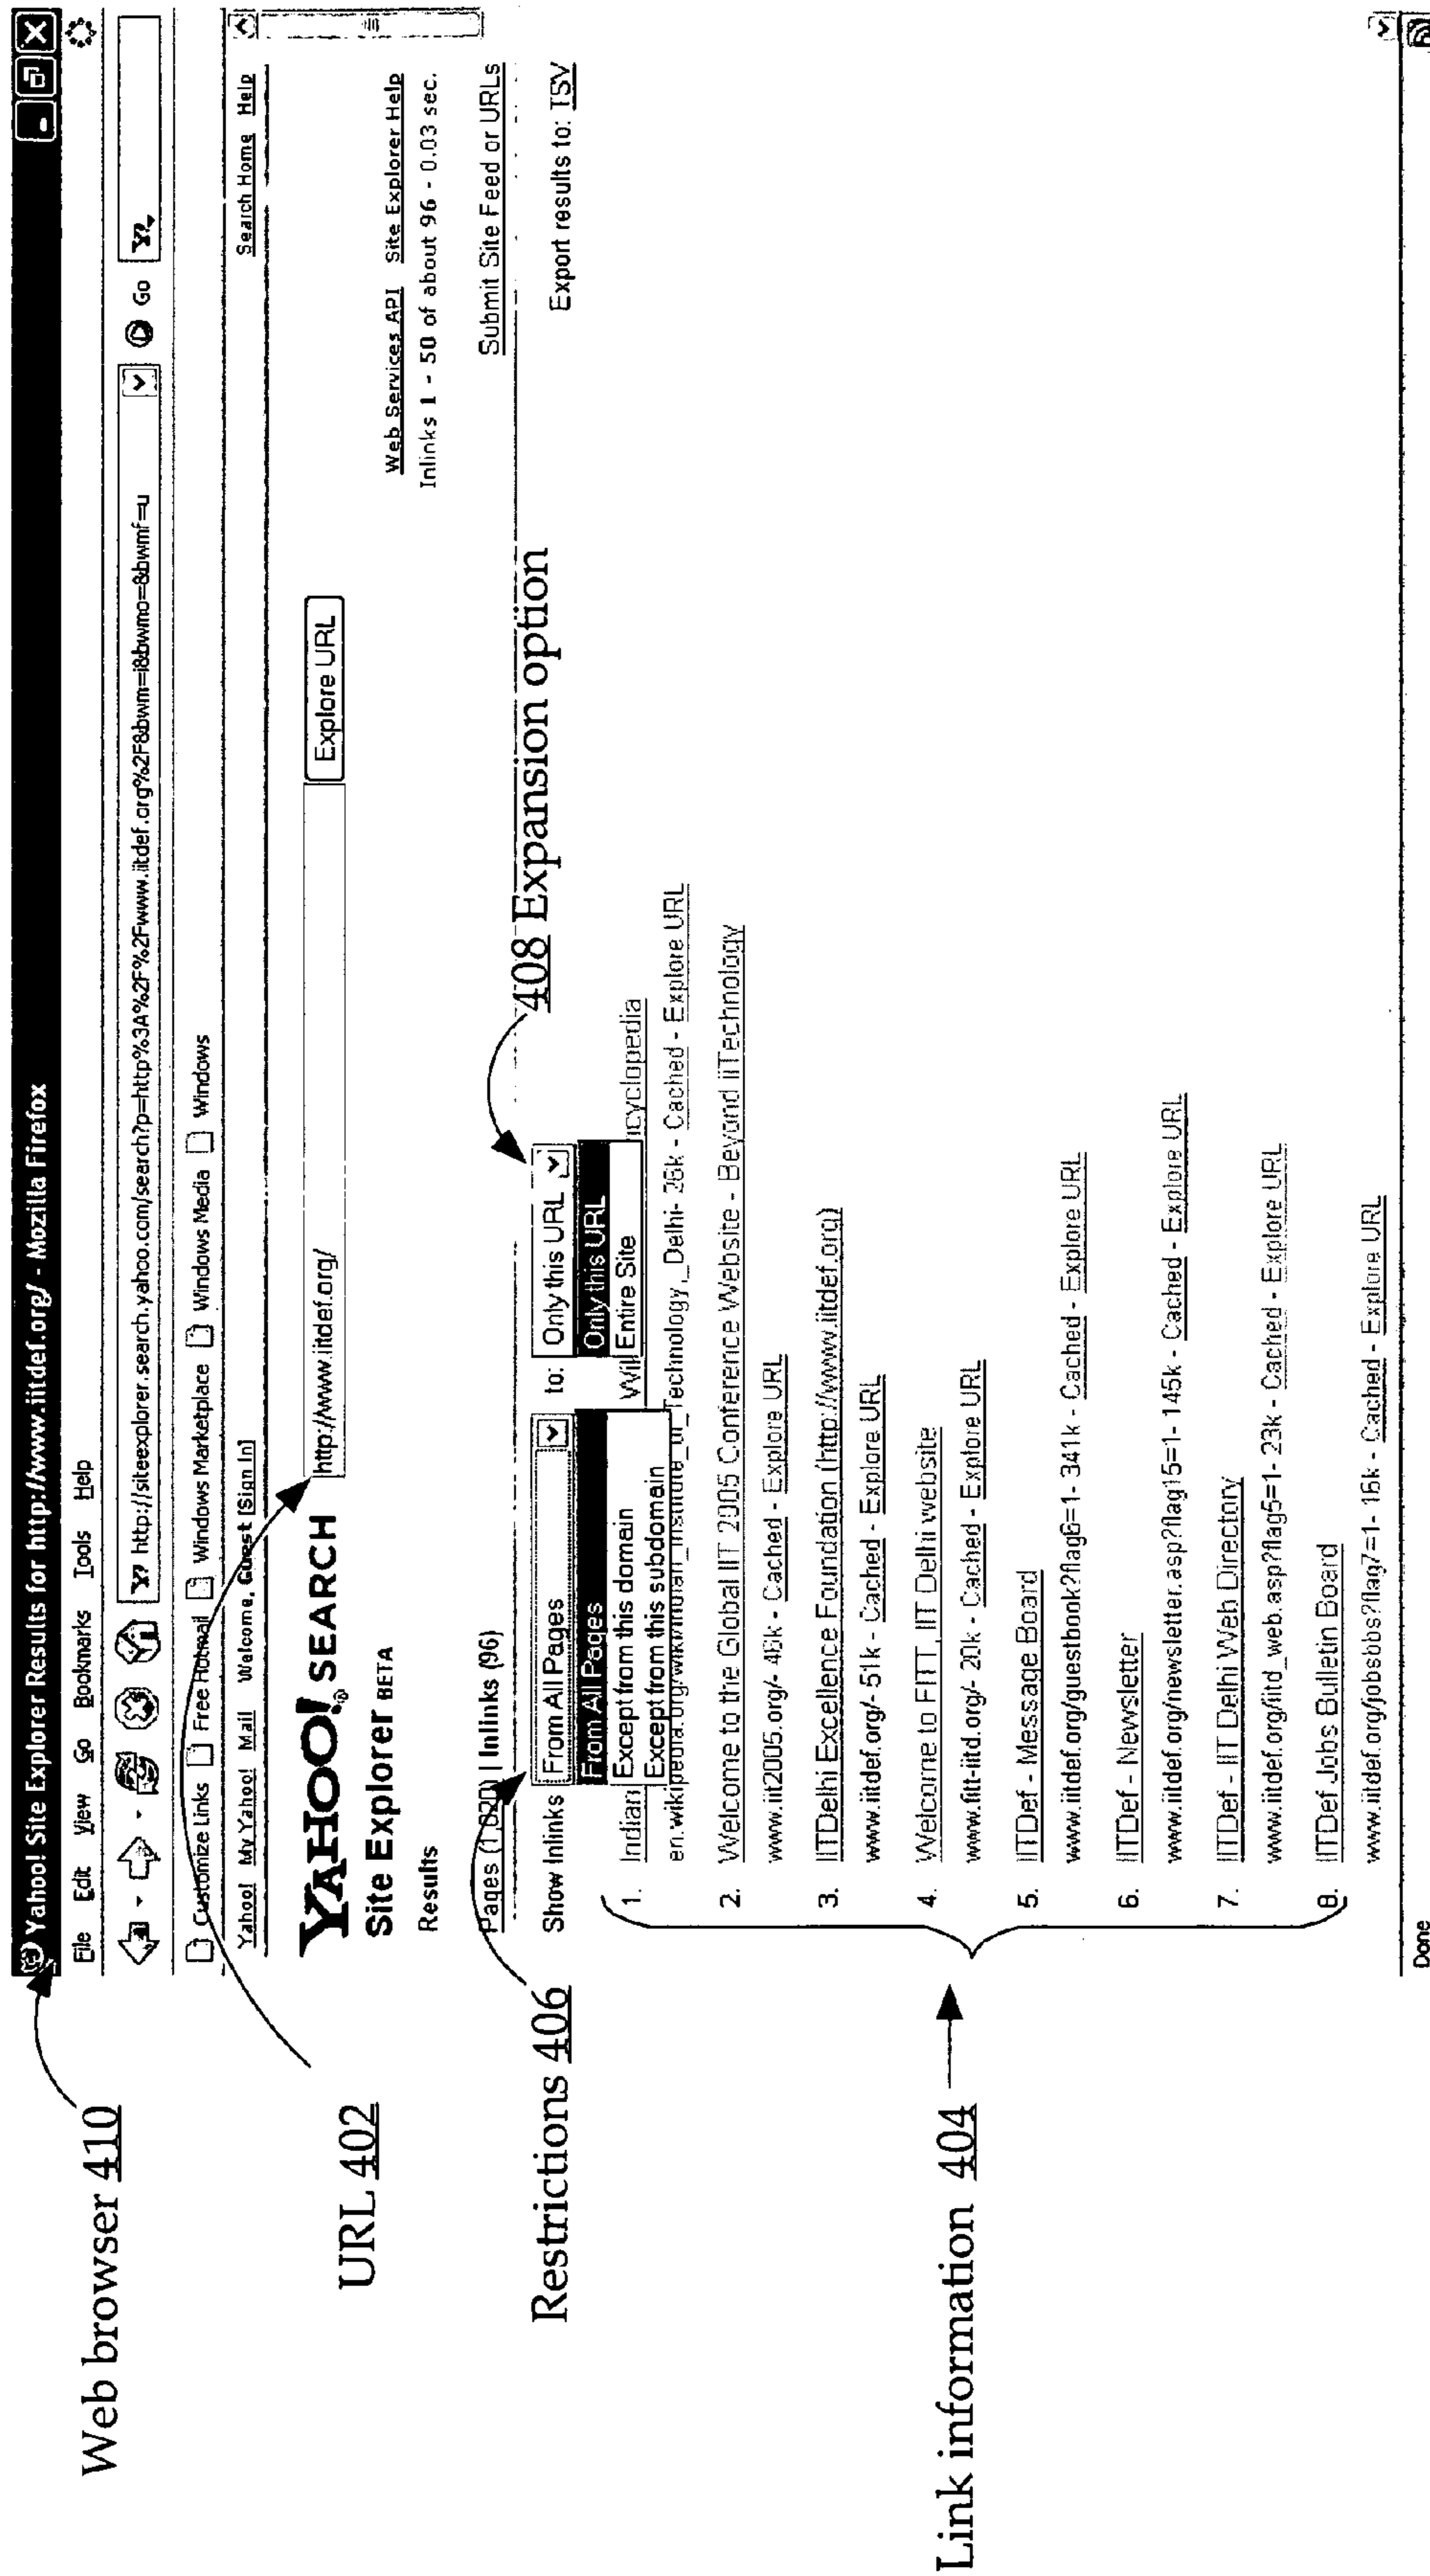 Web browser 410
URL 402
Restrictions 406
Link information 404
408 Expansion option
Yahoo! Site Explorer Results for http://www.iitdef.org/ - Mozilla Firefox
File Edit View Go Bookmarks Tools Help
http://siteexplorer.search.yahoo.com/search?p=http%3A%2F%2Fwww.iitdef.org%2F&bwm=i&bwmo=&bwmf=u Go
Customize Links Free Hotmail Windows Marketplace Windows Media Windows
Yahoo! My Yahoo! Mail Welcome, Guest [Sign In] Search Home Help
YAHOO! SEARCH http://www.iitdef.org/ Explore URL
Site Explorer BETA Web Services API Site Explorer Help
Results Inlinks 1 - 50 of about 96 - 0.03 sec.
Pages (1,020) | Inlinks (96) Submit Site Feed or URLs
Show Inlinks From All Pages to: Only this URL Export results to: TSV
From All Pages Only this URL
Except from this domain Entire Site
Except from this subdomain
1. Indian Wiki ncyclopedia
en.wikipedia.org/wiki/Indian_Institute_of_Technology,_Delhi- 26k - Cached - Explore URL
2. Welcome to the Global IIT 2005 Conference Website - Beyond iiTechnology
www.iit2005.org/- 46k - Cached - Explore URL
3. IITDelhi Excellence Foundation (http://www.iitdef.org)
www.iitdef.org/- 51k - Cached - Explore URL
4. Welcome to FITT, IIT Delhi website
www.fitt-iitd.org/- 20k - Cached - Explore URL
5. IITDef - Message Board
www.iitdef.org/guestbook?flag6=1- 341k - Cached - Explore URL
6. IITDef - Newsletter
www.iitdef.org/newsletter.asp?flag15=1- 145k - Cached - Explore URL
7. IITDef - IIT Delhi Web Directory
www.iitdef.org/iitd_web.asp?flag5=1- 23k - Cached - Explore URL
8. IITDef Jobs Bulletin Board
www.iitdef.org/jobsbbs?flag7=1- 16k - Cached - Explore URL
Done